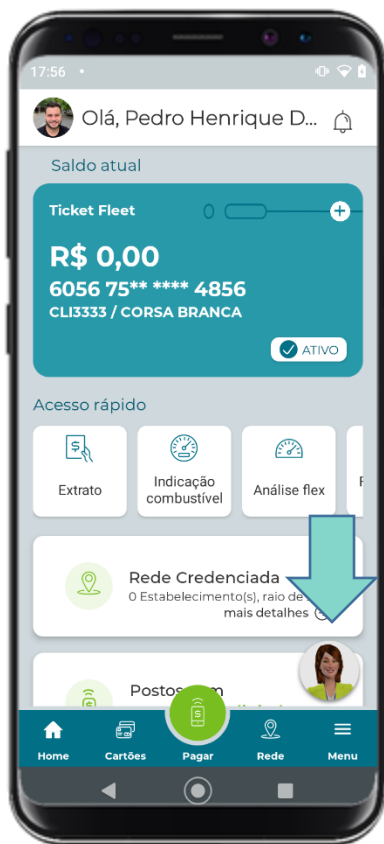 17:56
Olá, Pedro Henrique D...
Saldo atual
Ticket Fleet
R$ 0,00
6056 75** **** 4856
CLI3333 / CORSA BRANCA
ATIVO
Acesso rápido
Extrato
Indicação
combustível
Análise flex
Rede Credenciada
0 Estabelecimento(s), raio de
mais detalhes
Postos
Home
Cartões
Pagar
Rede
Menu